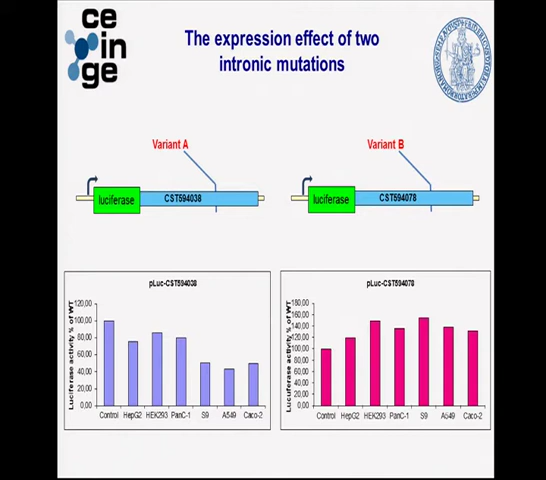 ce
in
ge
The expression effect of two
intronic mutations
Variant A
luciferase
CST594038
Variant B
luciferase
CST594078
pLuc-CST594038
Luciferase activity % of WT
120,00
100,00
80,00
60,00
40,00
20,00
0,00
Control HepG2 HEK293 PanC-1 S9 A549 Caco-2
pLuc-CST594078
Lucuferase activity % of WT
180,00
160,00
140,00
120,00
100,00
80,00
60,00
40,00
20,00
0,00
Control HepG2 HEK293 PanC-1 S9 A549 Caco-2